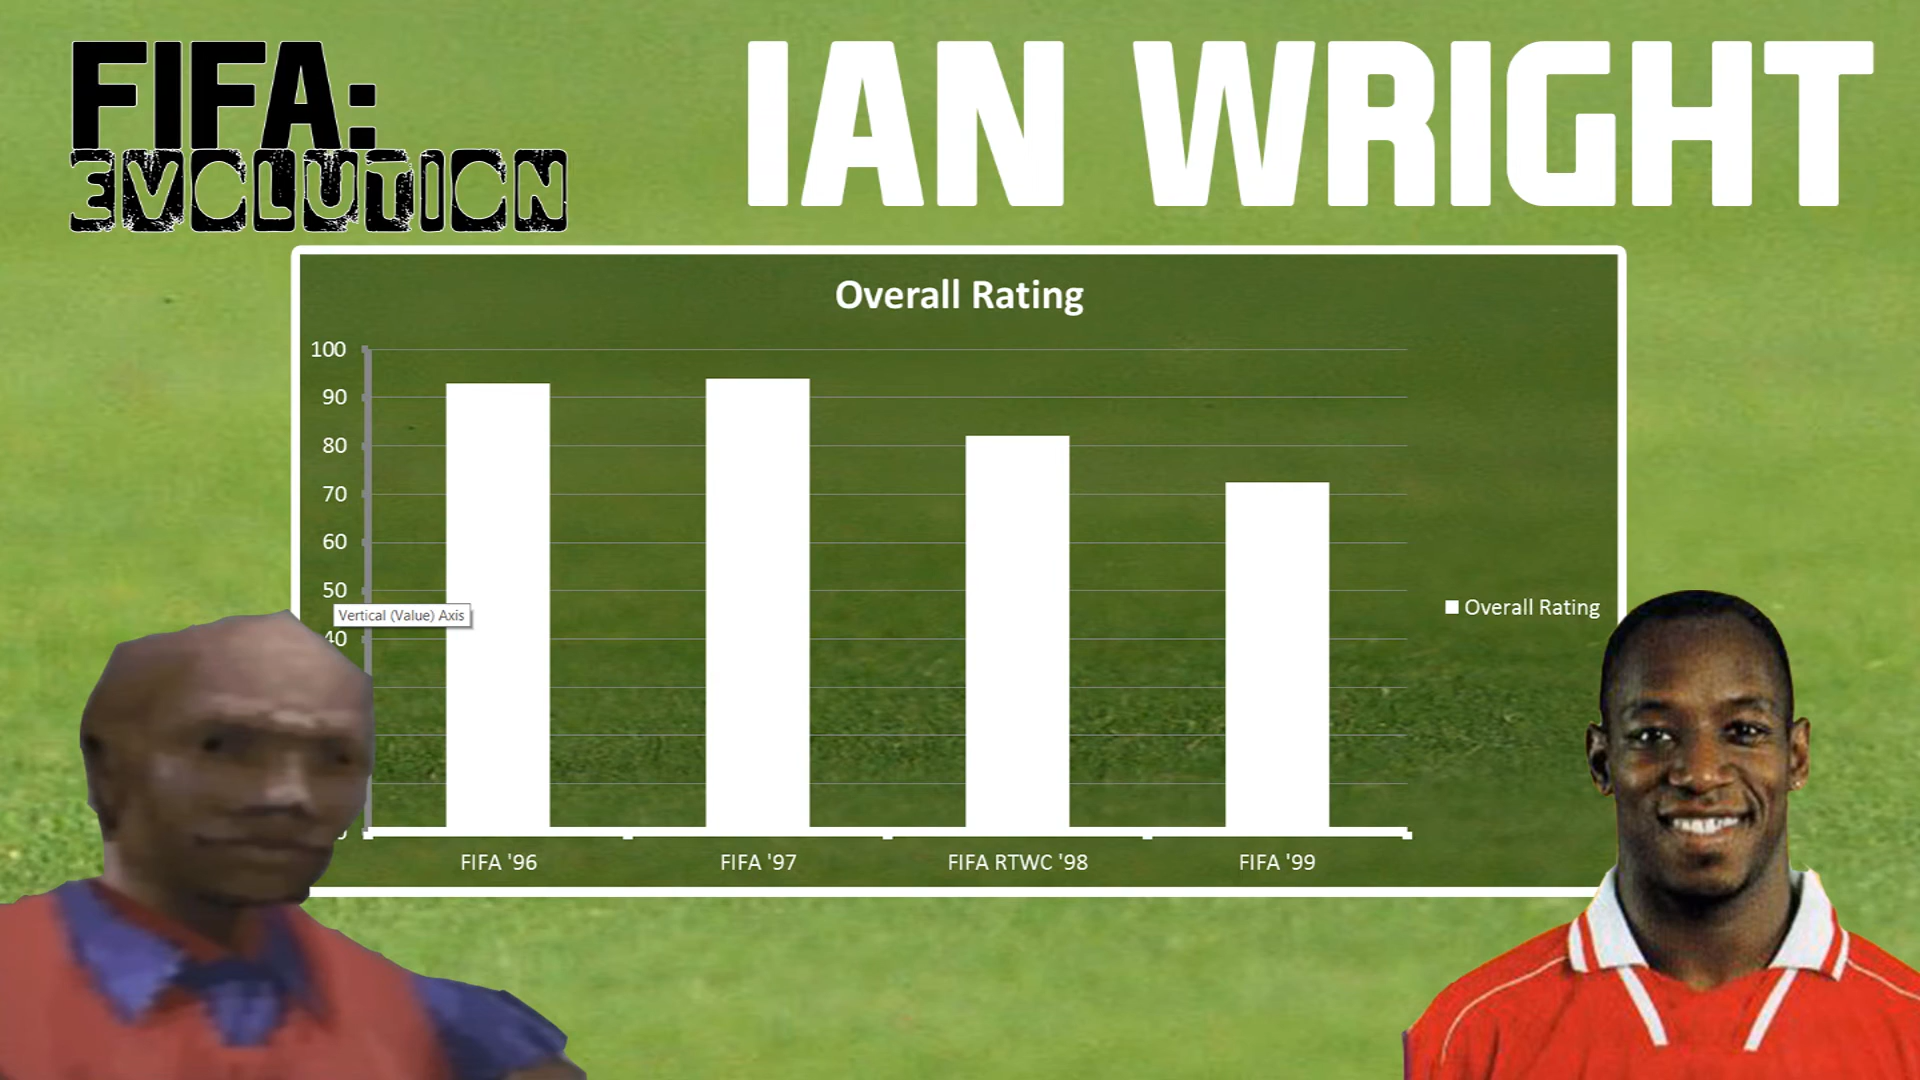 FIFA:
EVOLUTION
IAN WRIGHT
Overall Rating
100
90
80
70
60
50
Vertical (Value) Axis
40
FIFA '96
FIFA '97
FIFA RTWC '98
FIFA '99
Overall Rating